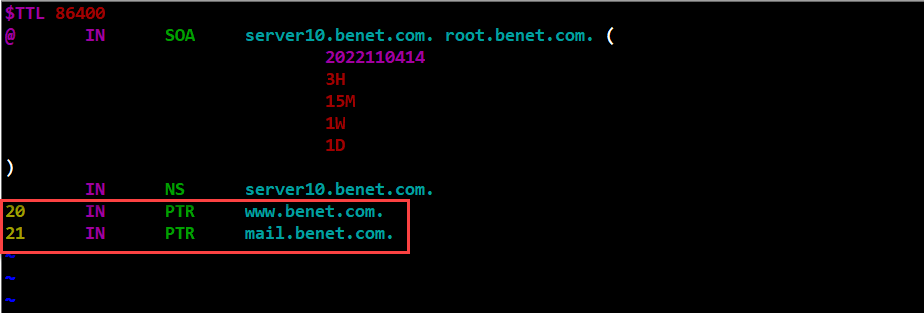 $TTL 86400
@ IN SOA server10.benet.com. root.benet.com. (
2022110414
3H
15M
1W
1D
)
IN NS server10.benet.com.
20 IN PTR www.benet.com.
21 IN PTR mail.benet.com.
~
~
~